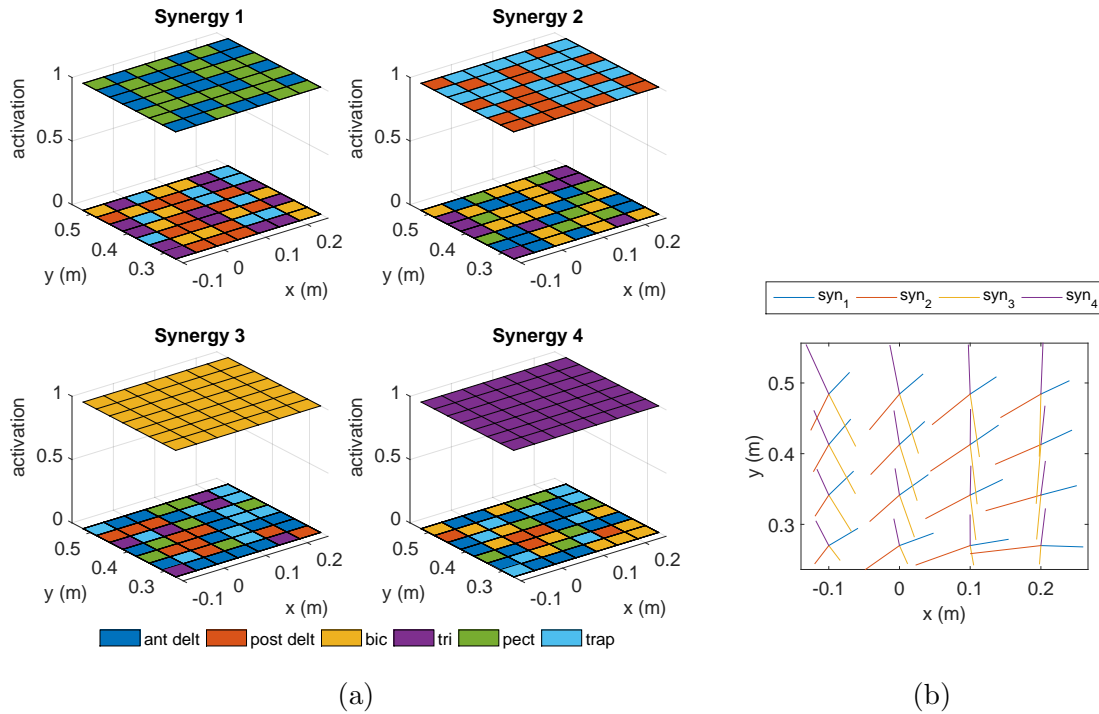 Synergy 1
1
0.5
0
activation
0.5
0.4
0.3
y (m)
-0.1
0
0.1
0.2
x (m)
Synergy 2
1
0.5
0
activation
0.5
0.4
0.3
y (m)
-0.1
0
0.1
0.2
x (m)
Synergy 3
1
0.5
0
activation
0.5
0.4
0.3
y (m)
-0.1
0
0.1
0.2
x (m)
Synergy 4
1
0.5
0
activation
0.5
0.4
0.3
y (m)
-0.1
0
0.1
0.2
x (m)
ant delt post delt bic tri pect trap
(a)
syn1 syn2 syn3 syn4
0.5
0.4
0.3
y (m)
-0.1 0 0.1 0.2
x (m)
(b)